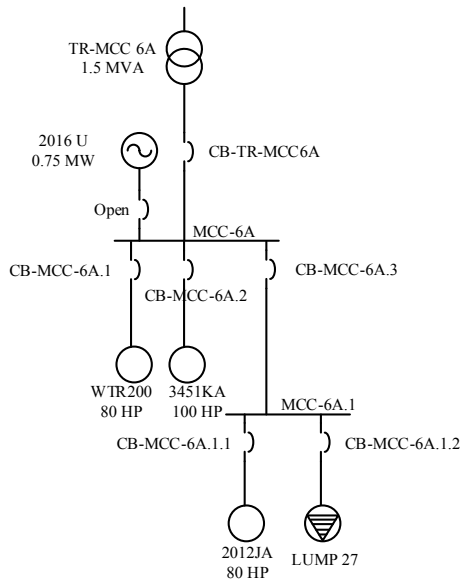 TR-MCC 6A
1.5 MVA
2016 U
0.75 MW
CB-TR-MCC6A
Open
MCC-6A
CB-MCC-6A.1
CB-MCC-6A.2
CB-MCC-6A.3
WTR200
80 HP
3451KA
100 HP
MCC-6A.1
CB-MCC-6A.1.1
CB-MCC-6A.1.2
2012JA
80 HP
LUMP 27